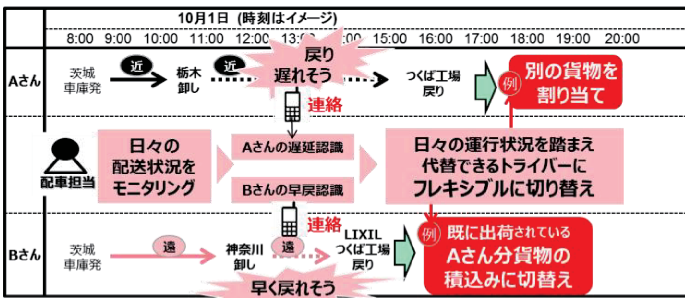 10月1日 (時刻はイメージ)
8:00 9:00 10:00 11:00 12:00 13:00 :00 15:00 16:00 17:00 18:00 19:00 20:00
Aさん
茨城
車庫発
近
栃木
卸し
近
戻り
遅れそう
つくば工場
戻り
例
別の貨物を
割り当て
連絡
配車担当
日々の
配送状況を
モニタリング
Aさんの遅延認識
Bさんの早戻認識
日々の運行状況を踏まえ
代替できるトライバーに
フレキシブルに切り替え
連絡
Bさん
茨城
車庫発
遠
神奈川
卸し
遠
LIXIL
つくば工場
戻り
早く戻れそう
例
既に出荷されている
Aさん分貨物の
積込みに切替え